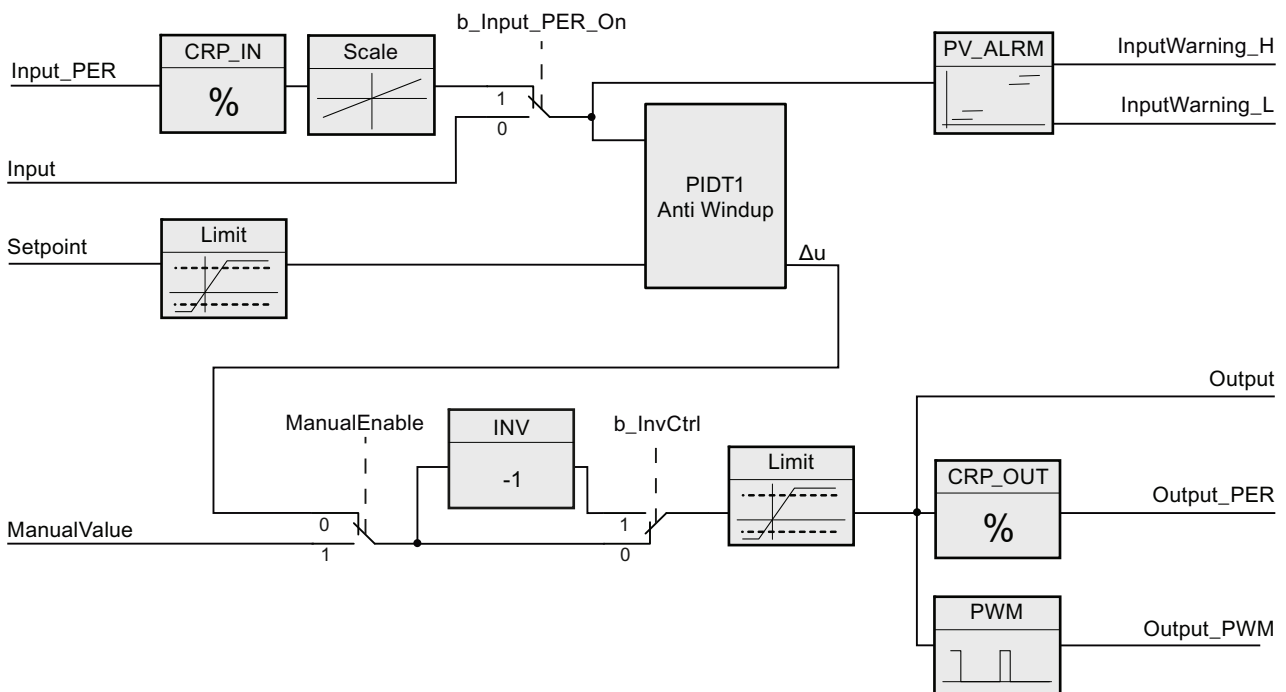 b_Input_PER_On
CRP_IN
Scale
PV_ALRM
InputWarning_H
Input_PER
%
1
0
InputWarning_L
Input
PIDT1
Anti Windup
Limit
Setpoint
Δu
Output
ManualEnable
INV
b_InvCtrl
-1
Limit
CRP_OUT
Output_PER
%
ManualValue
0
1
1
0
PWM
Output_PWM